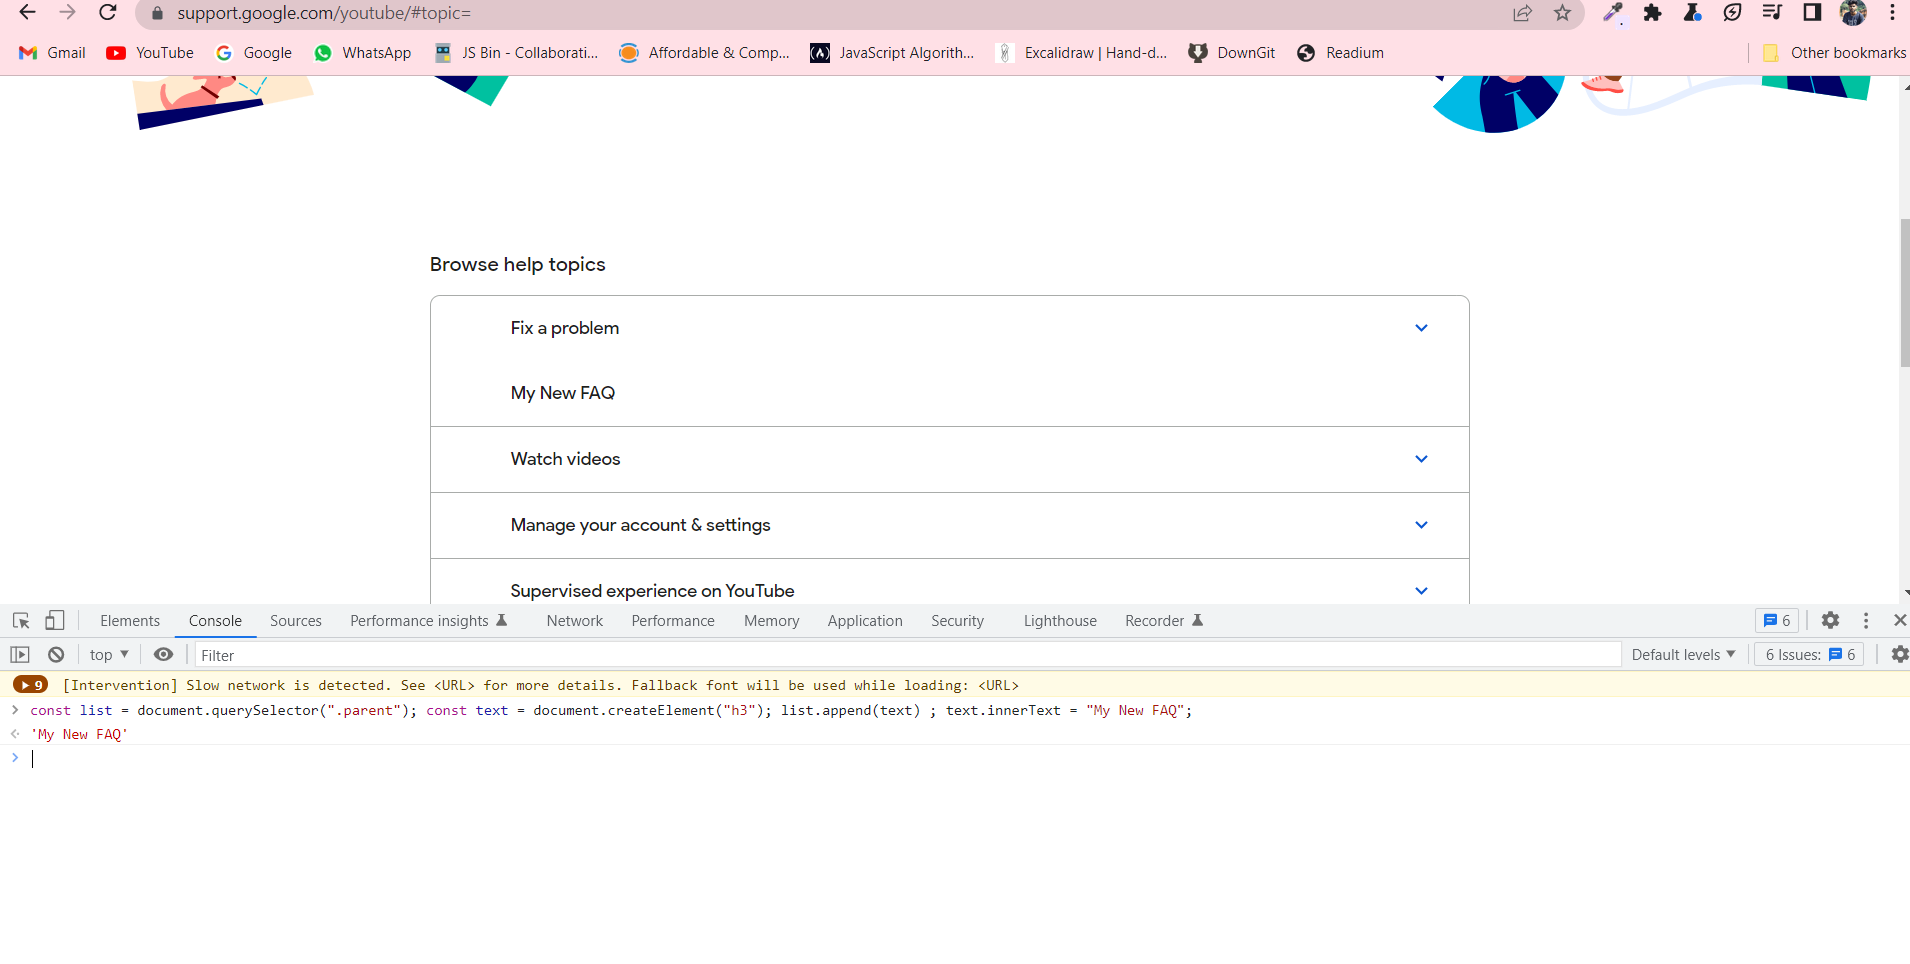 support.google.com/youtube/#topic=
Gmail YouTube Google WhatsApp JS Bin - Collaborati... Affordable & Comp... JavaScript Algorith... Excalidraw | Hand-d... DownGit Readium Other bookmarks
Browse help topics
Fix a problem
My New FAQ
Watch videos
Manage your account & settings
Supervised experience on YouTube
Elements Console Sources Performance insights Network Performance Memory Application Security Lighthouse Recorder 6
top Filter Default levels 6 Issues: 6
9 [Intervention] Slow network is detected. See <URL> for more details. Fallback font will be used while loading: <URL>
const list = document.querySelector(".parent"); const text = document.createElement("h3"); list.append(text) ; text.innerText = "My New FAQ";
'My New FAQ'